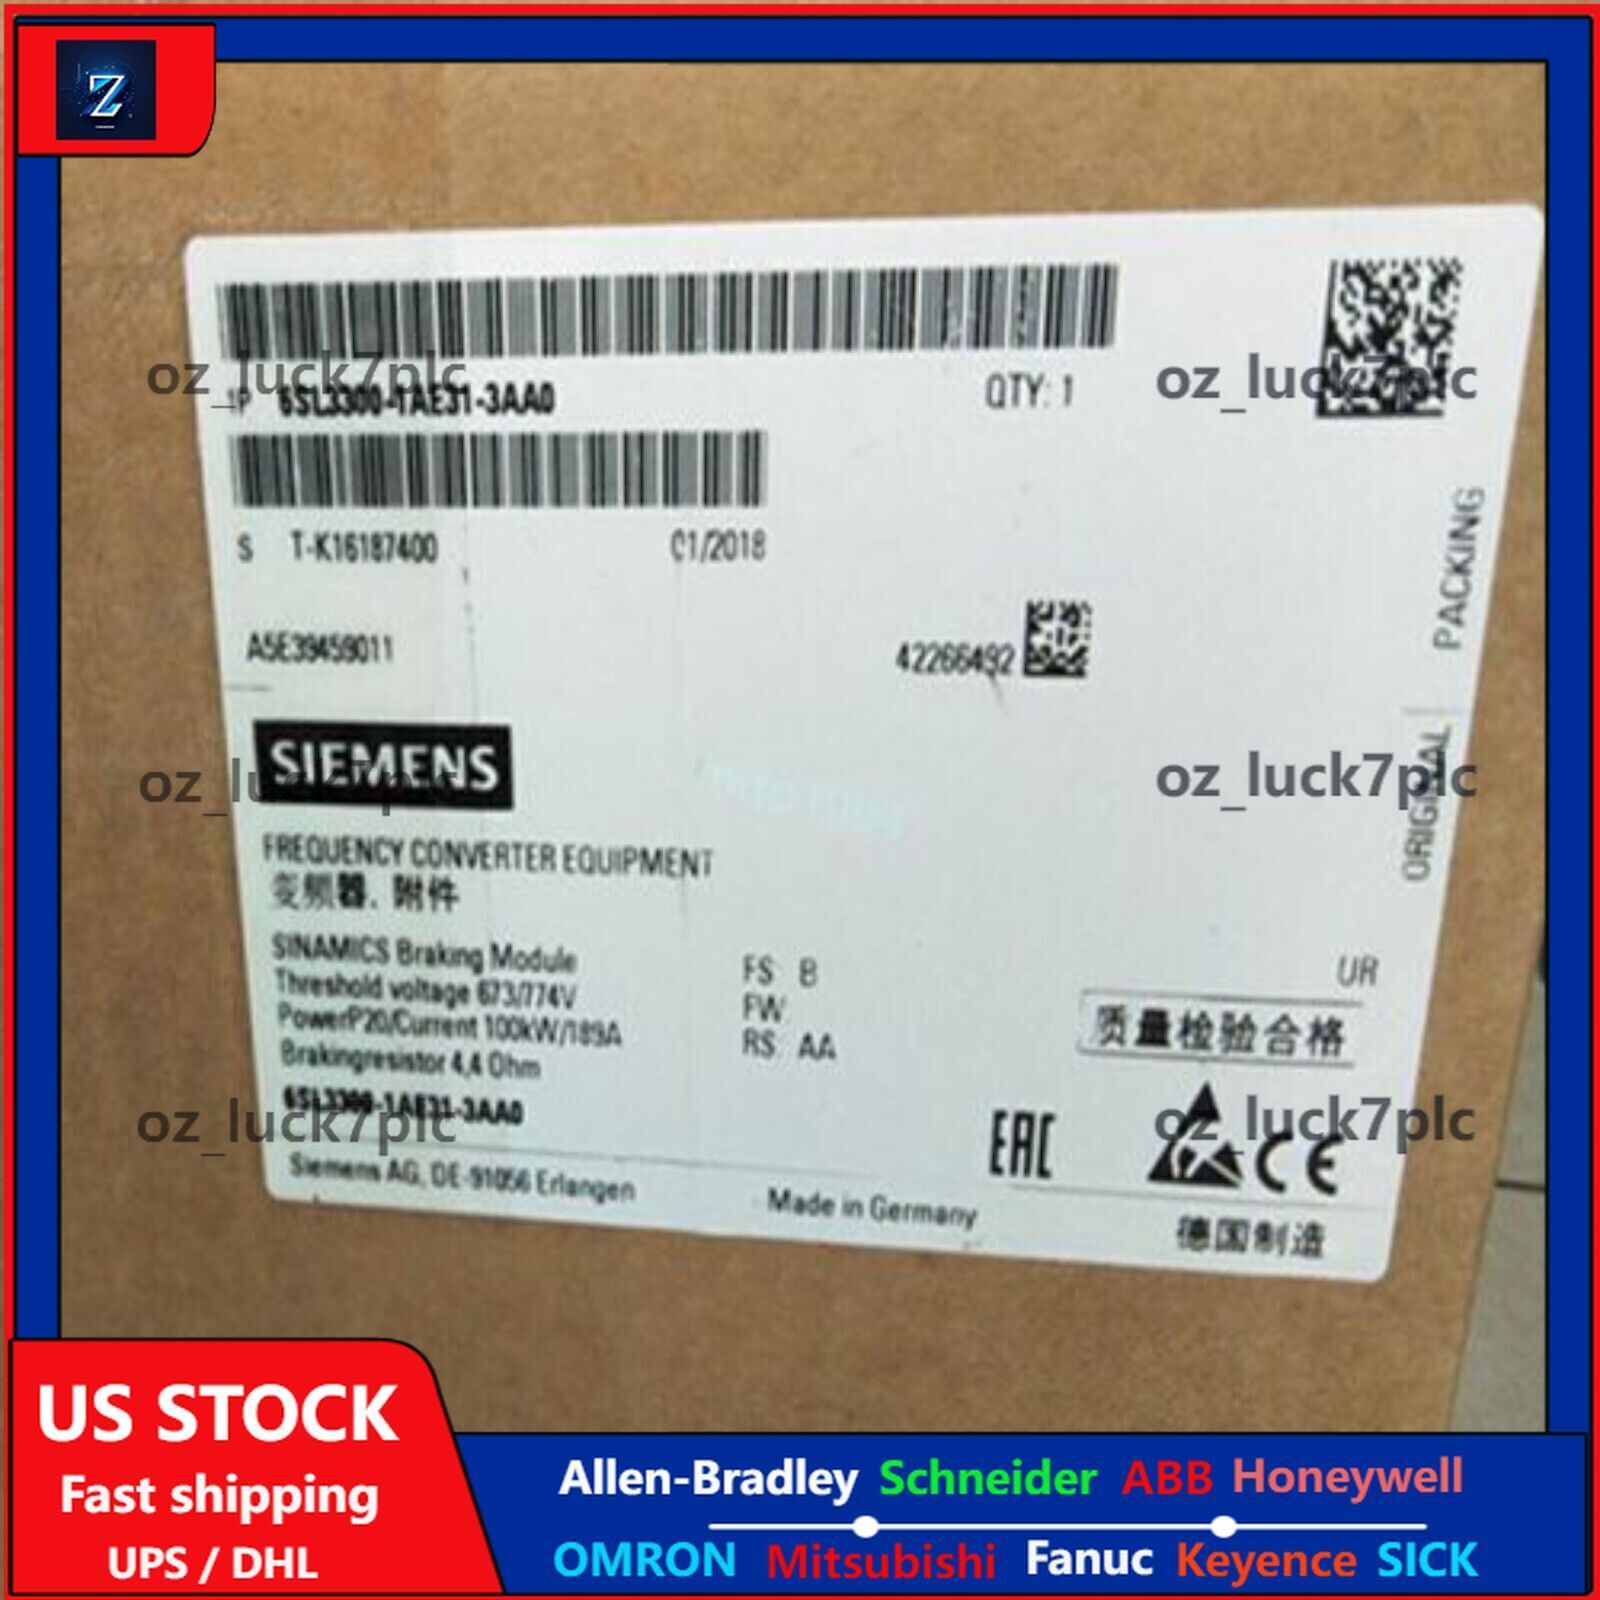 Z
1P 6SL3300-1AE31-3AA0
QTY: 1
oz_luck7plc
oz_luck7plc
S T-K16187400 01/2018
A5E39459011
42266492
ORIGINAL PACKING
SIEMENS
oz_luck7plc
oz_luck7plc
FREQUENCY CONVERTER EQUIPMENT
变频器, 附件
SINAMICS Braking Module
Threshold voltage 673/774V
PowerP20/Current 100kW/189A
Brakingresistor 4,4 Ohm
6SL3300-1AE31-3AA0
FS B
FW
RS AA
UR
质量检验合格
oz_luck7plc
oz_luck7plc
EAC
CE
Siemens AG, DE-91056 Erlangen
Made in Germany
德国制造
US STOCK
Fast shipping
UPS / DHL
Allen-Bradley Schneider ABB Honeywell
OMRON Mitsubishi Fanuc Keyence SICK